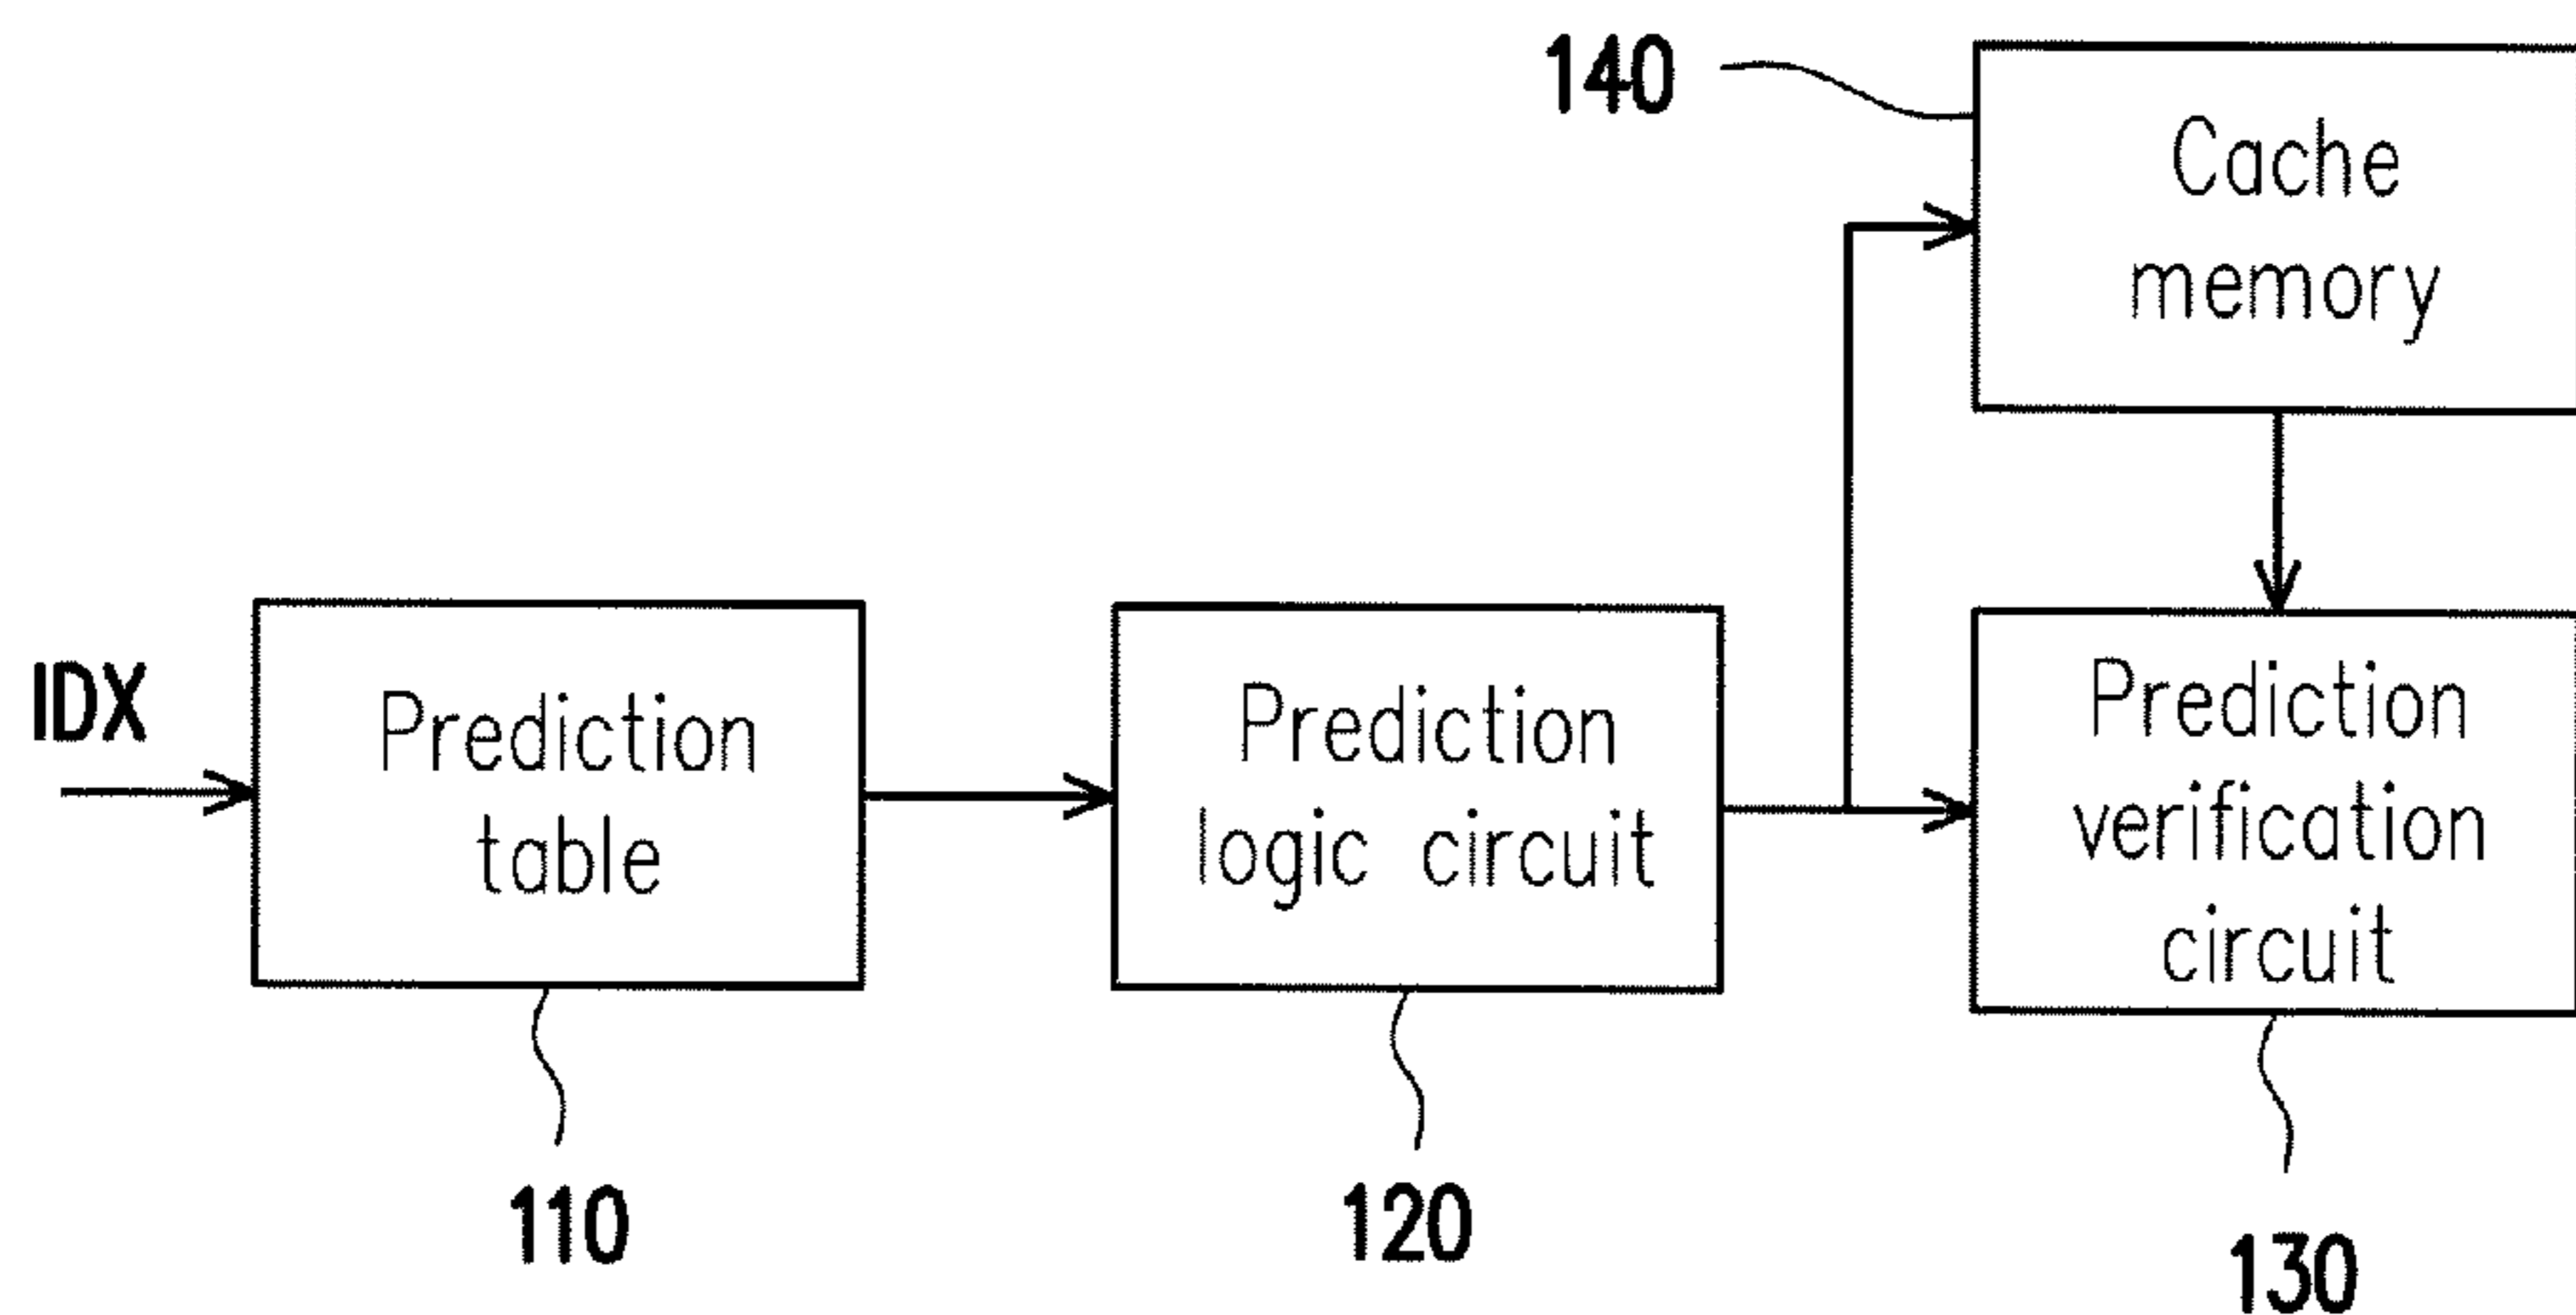 140
Cache
memory
IDX
Prediction
table
Prediction
logic circuit
Prediction
verification
circuit
110
120
130